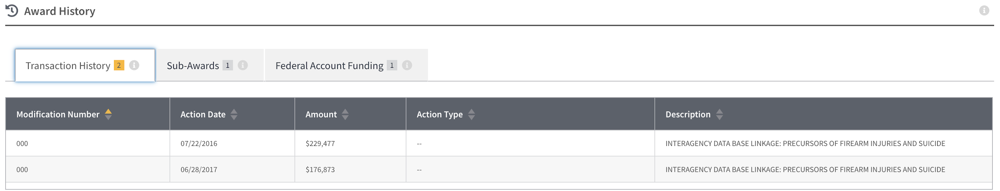 Award History
Transaction History 2 Sub-Awards 1 Federal Account Funding 1
Modification Number Action Date Amount Action Type Description
000 07/22/2016 $229,477 -- INTERAGENCY DATA BASE LINKAGE: PRECURSORS OF FIREARM INJURIES AND SUICIDE
000 06/28/2017 $176,873 -- INTERAGENCY DATA BASE LINKAGE: PRECURSORS OF FIREARM INJURIES AND SUICIDE